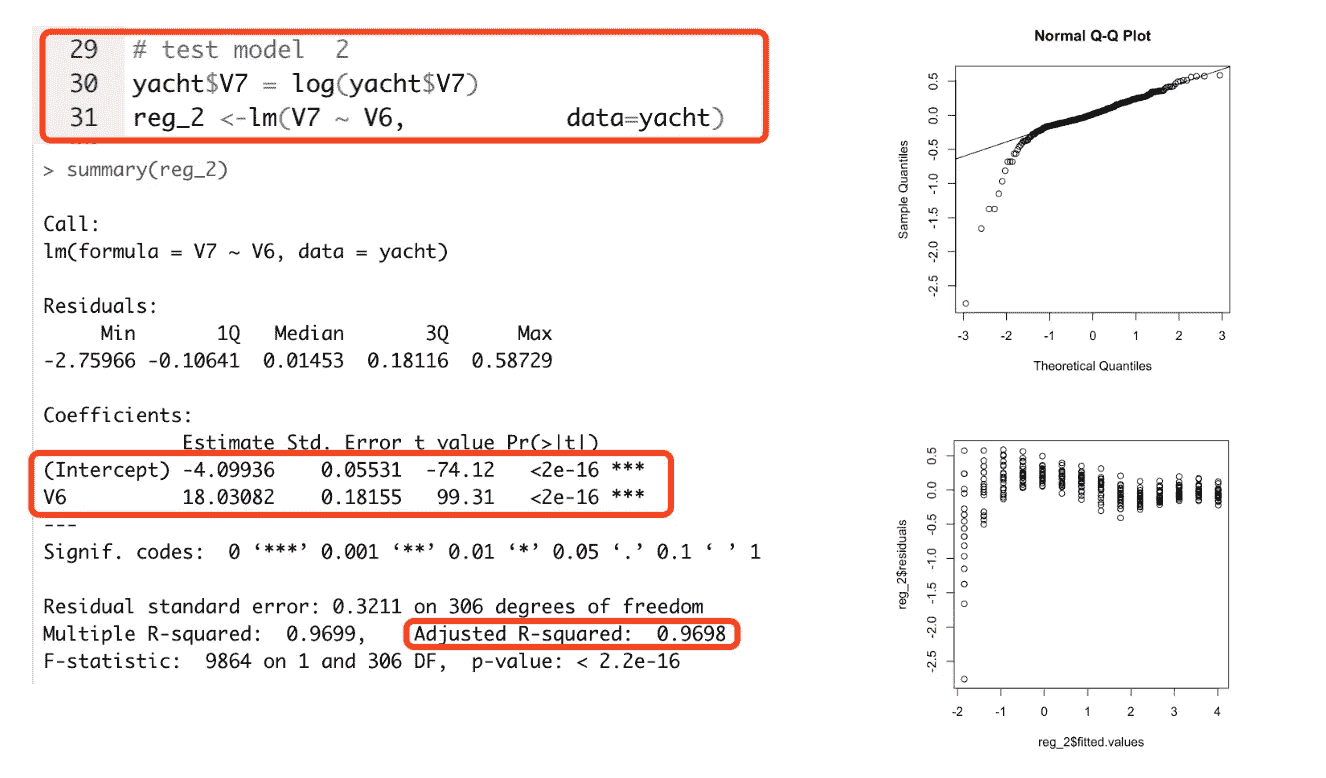 29 # test model 2
30 yacht$V7 = log(yacht$V7)
31 reg_2 <-lm(V7 ~ V6, data=yacht)
> summary(reg_2)
Call:
lm(formula = V7 ~ V6, data = yacht)
Residuals:
Min 1Q Median 3Q Max
-2.75966 -0.10641 0.01453 0.18116 0.58729
Coefficients:
Estimate Std. Error t value Pr(>|t|)
(Intercept) -4.09936 0.05531 -74.12 <2e-16 ***
V6 18.03082 0.18155 99.31 <2e-16 ***
---
Signif. codes: 0 ‘***’ 0.001 ‘**’ 0.01 ‘*’ 0.05 ‘.’ 0.1 ‘ ’ 1
Residual standard error: 0.3211 on 306 degrees of freedom
Multiple R-squared: 0.9699, Adjusted R-squared: 0.9698
F-statistic: 9864 on 1 and 306 DF, p-value: < 2.2e-16
Normal Q-Q Plot
Sample Quantiles
0.5
0.0
-0.5
-1.0
-1.5
-2.0
-2.5
-3 -2 -1 0 1 2 3
Theoretical Quantiles
reg_2$residuals
0.5
0.0
-0.5
-1.0
-1.5
-2.0
-2.5
-2 -1 0 1 2 3 4
reg_2$fitted.values